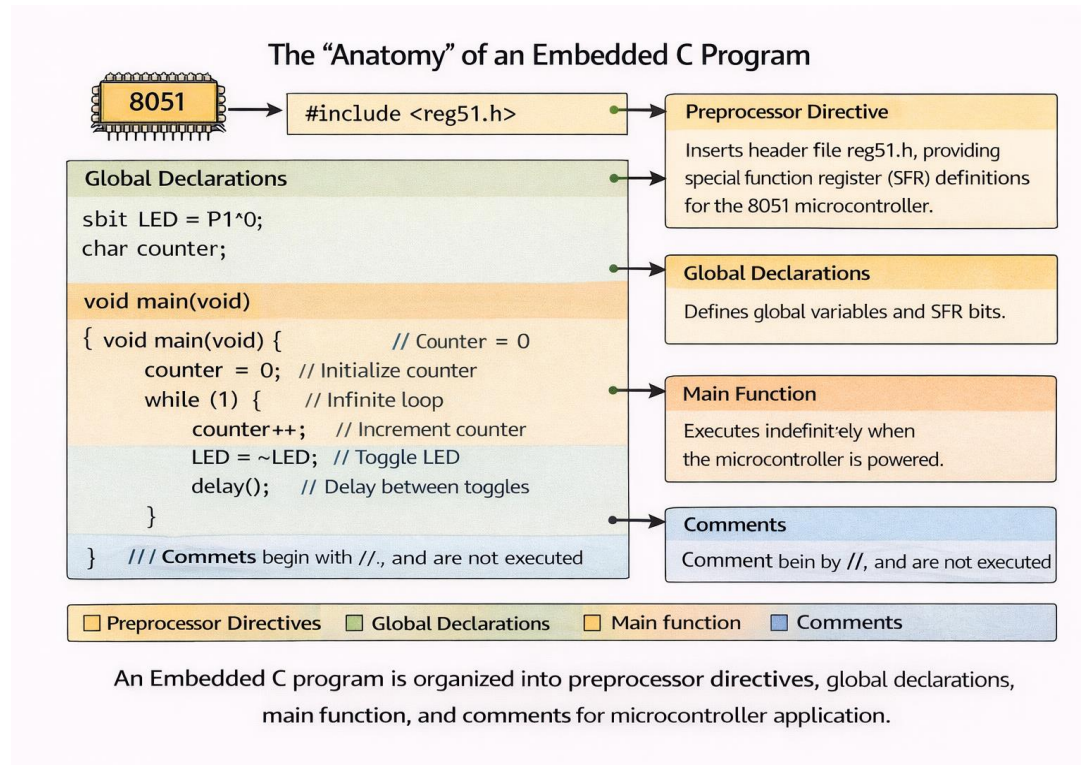 The “Anatomy” of an Embedded C Program
8051
#include <reg51.h>
Preprocessor Directive
Inserts header file reg51.h, providing
special function register (SFR) definitions
for the 8051 microcontroller.
Global Declarations
sbit LED = P1^0;
char counter;
Global Declarations
Defines global variables and SFR bits.
void main(void)
{ void main(void) { // Counter = 0
counter = 0; // Initialize counter
while (1) { // Infinite loop
counter++; // Increment counter
LED = ~LED; // Toggle LED
delay(); // Delay between toggles
}
} /// Commets begin with //., and are not executed
Main Function
Executes indefinitely when
the microcontroller is powered.
Comments
Comment bein by //, and are not executed
Preprocessor Directives Global Declarations Main function Comments
An Embedded C program is organized into preprocessor directives, global declarations,
main function, and comments for microcontroller application.